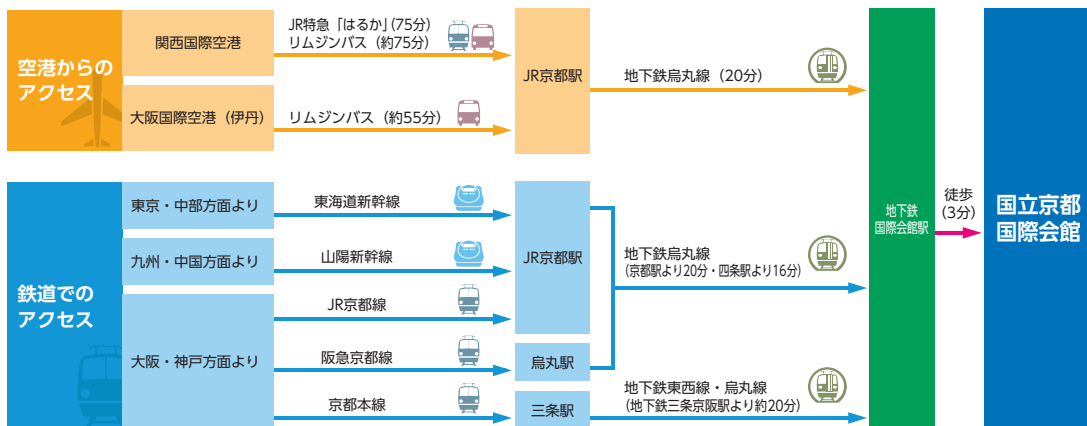 空港からの
アクセス
関西国際空港
JR特急「はるか」(75分)
リムジンバス（約75分）
大阪国際空港（伊丹）
リムジンバス（約55分）
JR京都駅
地下鉄烏丸線（20分）
鉄道での
アクセス
東京・中部方面より
東海道新幹線
九州・中国方面より
山陽新幹線
大阪・神戸方面より
JR京都線
阪急京都線
京都本線
JR京都駅
烏丸駅
三条駅
地下鉄烏丸線
(京都駅より20分・四条駅より16分)
地下鉄東西線・烏丸線
(地下鉄三条京阪駅より約20分)
地下鉄
国際会館駅
徒歩
(3分)
国立京都
国際会館